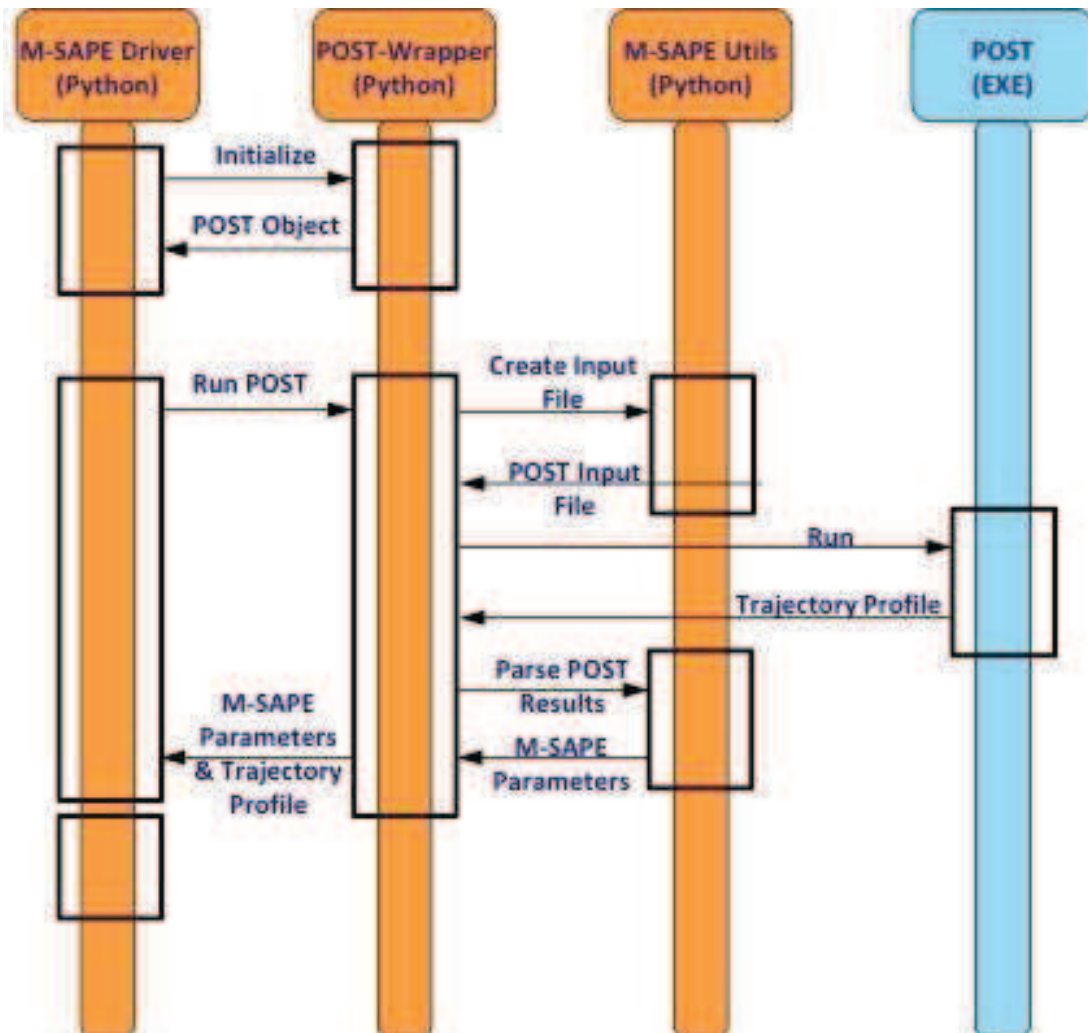 M-SAPE Driver
(Python)
POST-Wrapper
(Python)
M-SAPE Utils
(Python)
POST
(EXE)
Initialize
POST Object
Run POST
Create Input
File
POST Input
File
Run
Trajectory Profile
Parse POST
Results
M-SAPE
Parameters
& Trajectory
Profile
M-SAPE
Parameters